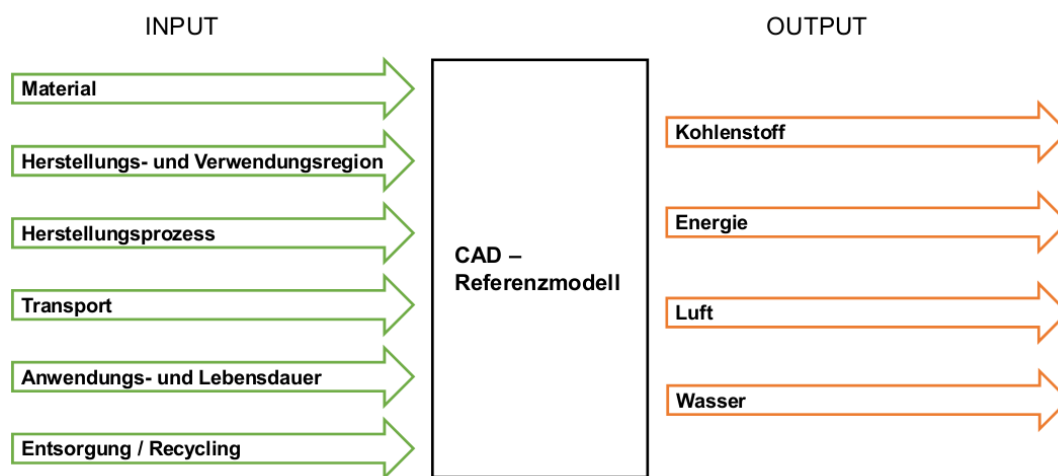 INPUT
OUTPUT
Material
Herstellungs- und Verwendungsregion
Herstellungsprozess
Transport
Anwendungs- und Lebensdauer
Entsorgung / Recycling
CAD –
Referenzmodell
Kohlenstoff
Energie
Luft
Wasser